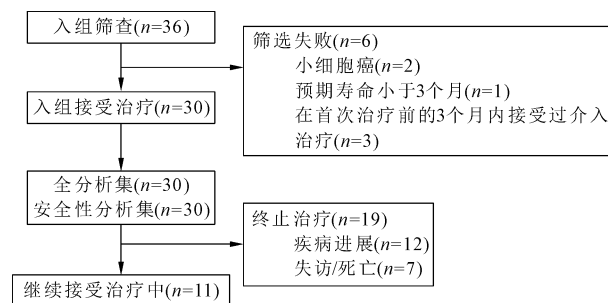 入组筛查(n=36)
筛选失败(n=6)
小细胞癌(n=2)
预期寿命小于3个月(n=1)
在首次治疗前的3个月内接受过介入
治疗(n=3)
入组接受治疗(n=30)
全分析集(n=30)
安全性分析集(n=30)
终止治疗(n=19)
疾病进展(n=12)
失访/死亡(n=7)
继续接受治疗中(n=11)